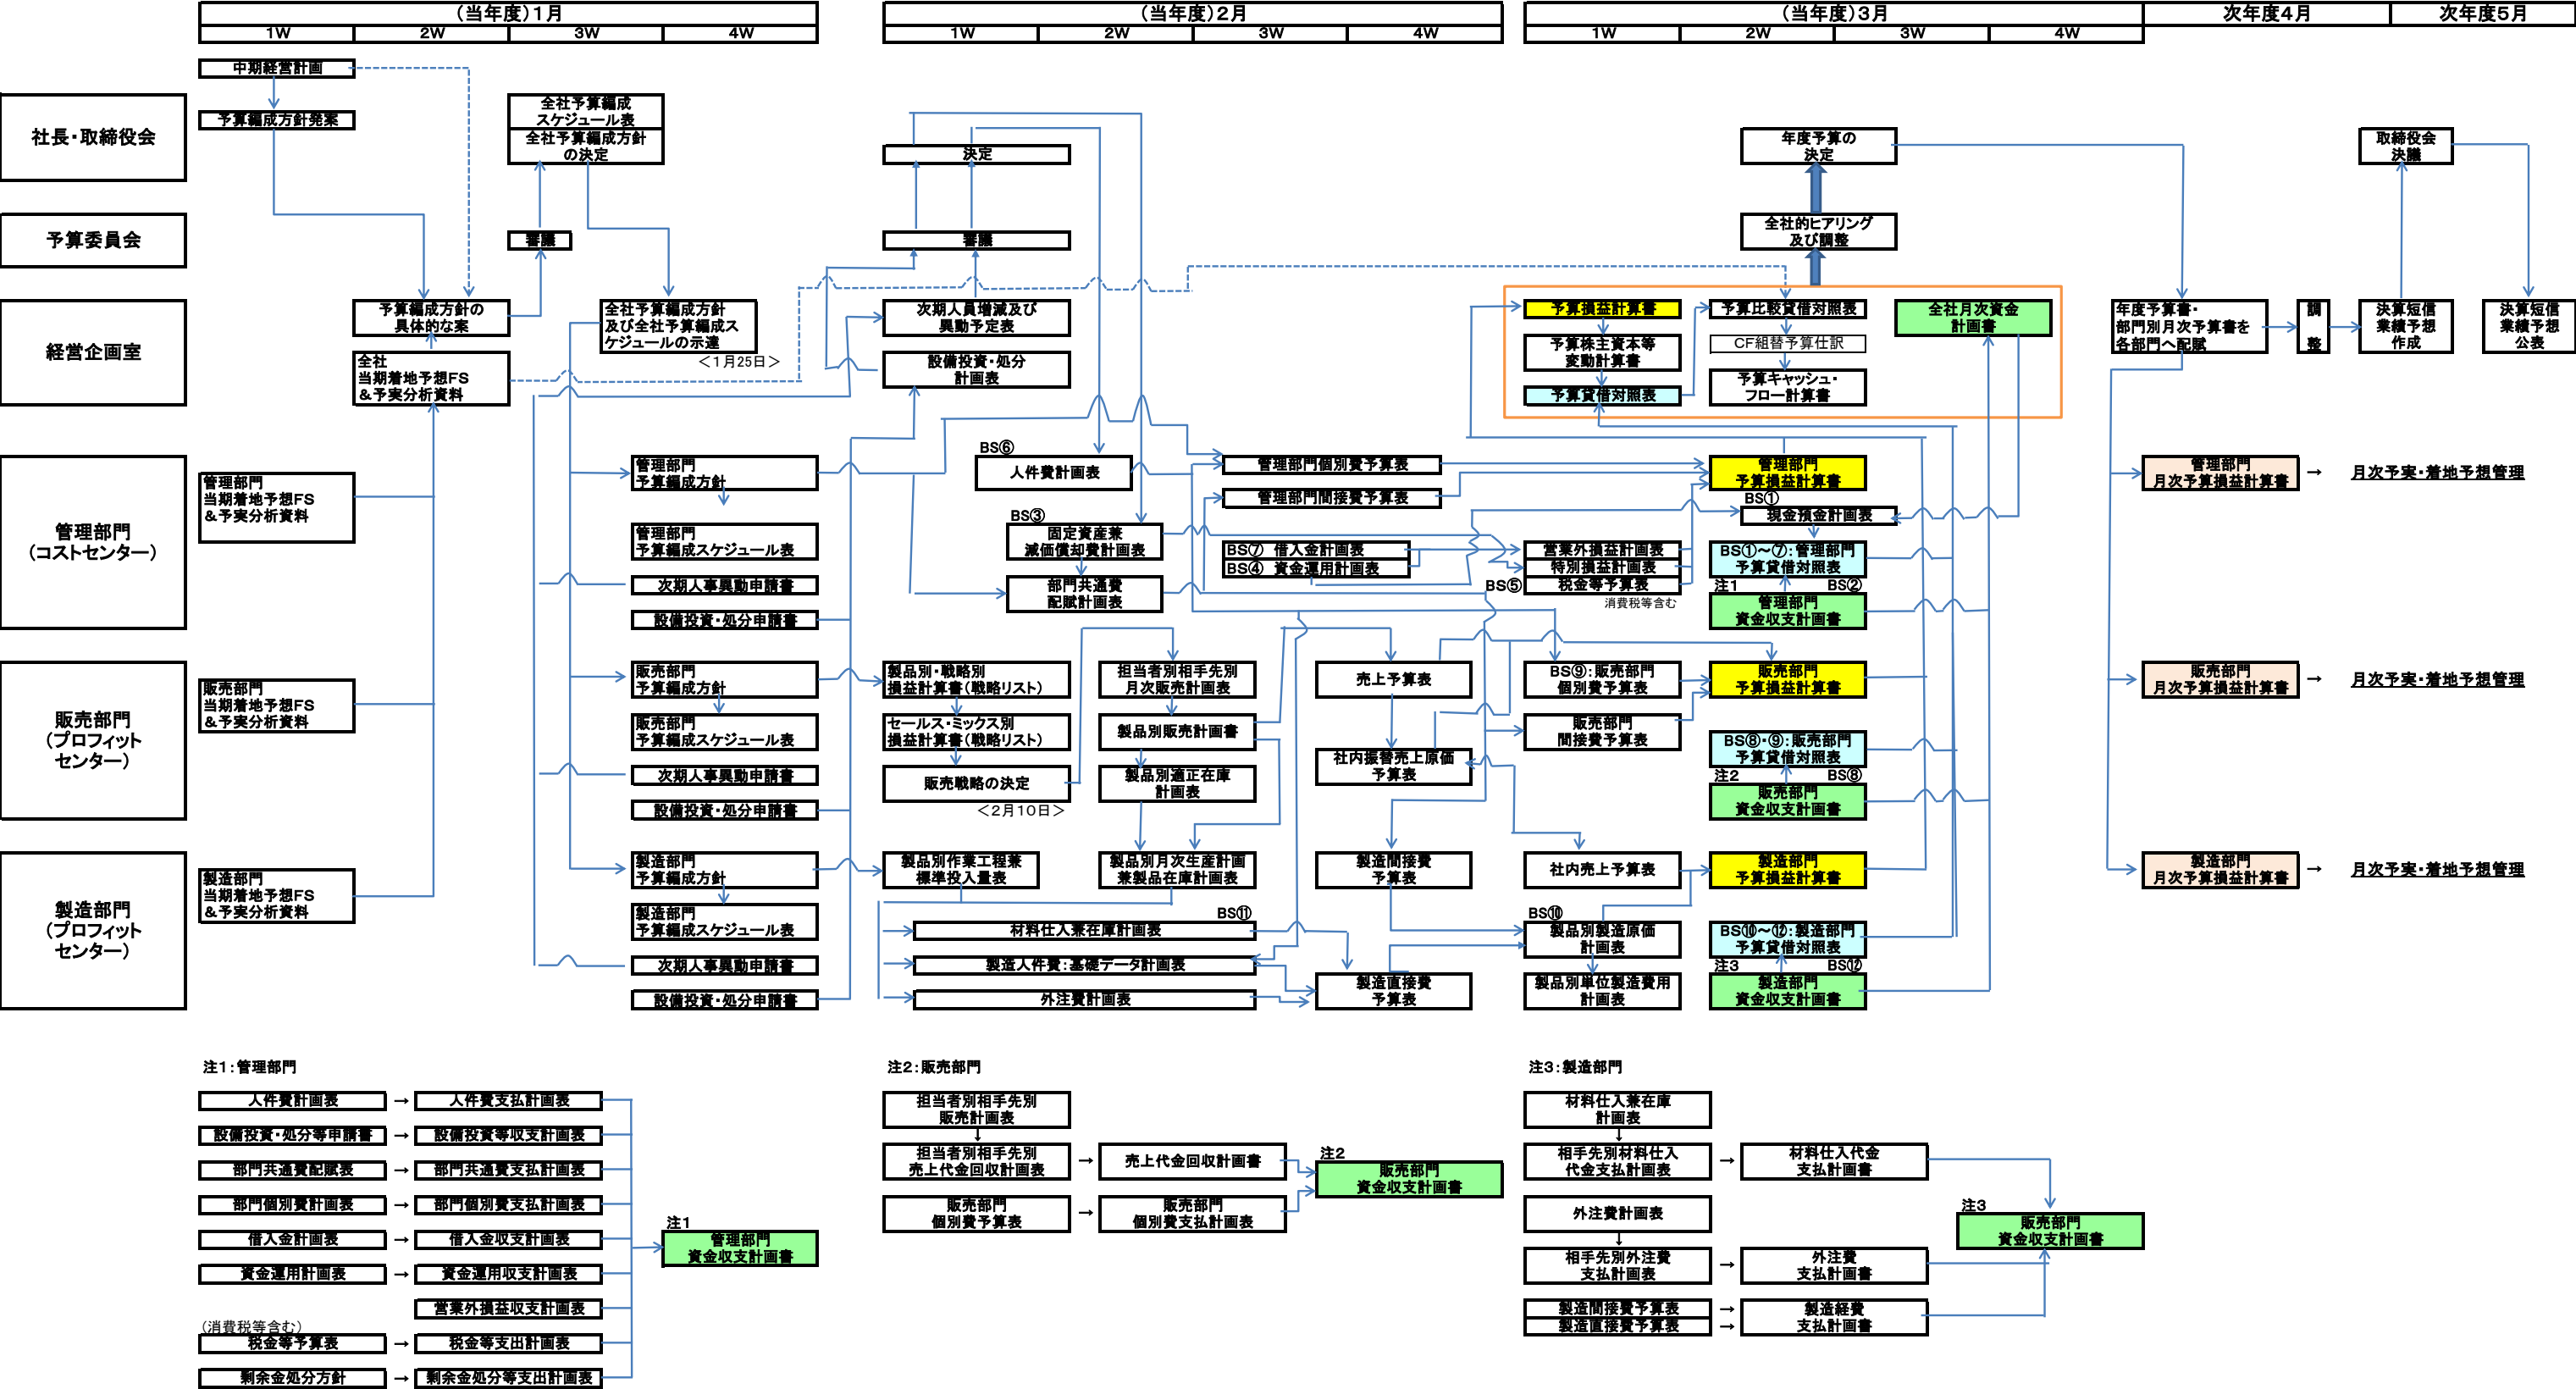 (当年度)1月
(当年度)2月
(当年度)3月
次年度4月
次年度5月
1W
2W
3W
4W
1W
2W
3W
4W
1W
2W
3W
4W
中期経営計画
社長・取締役会
予算編成方針発案
全社予算編成
スケジュール表
全社予算編成方針
の決定
決定
年度予算の
決定
取締役会
決議
予算委員会
審議
審議
全社的ヒアリング
及び調整
経営企画室
予算編成方針の
具体的な案
全社
当期着地予想FS
&予実分析資料
全社予算編成方針
及び全社予算編成ス
ケジュールの示達
<1月25日>
次期人員増減及び
異動予定表
設備投資・処分
計画表
予算損益計算書
予算株主資本等
変動計算書
予算貸借対照表
予算比較貸借対照表
CF組替予算仕訳
予算キャッシュ・
フロー計算書
全社月次資金
計画書
年度予算書・
部門別月次予算書を
各部門へ配賦
調
整
決算短信
業績予想
作成
決算短信
業績予想
公表
管理部門
(コストセンター)
管理部門
当期着地予想FS
&予実分析資料
管理部門
予算編成方針
管理部門
予算編成スケジュール表
次期人事異動申請書
設備投資・処分申請書
BS⑥
人件費計画表
BS③
固定資産兼
減価償却費計画表
部門共通費
配賦計画表
管理部門個別費予算表
管理部門間接費予算表
BS⑦ 借入金計画表
BS④ 資金運用計画表
営業外損益計画表
特別損益計画表
BS⑤
税金等予算表
消費税等含む
管理部門
予算損益計算書
BS①
現金預金計画表
BS①~⑦:管理部門
予算貸借対照表
注1
BS②
管理部門
資金収支計画書
管理部門
月次予算損益計算書
→
月次予実・着地予想管理
販売部門
(プロフィット
センター)
販売部門
当期着地予想FS
&予実分析資料
販売部門
予算編成方針
販売部門
予算編成スケジュール表
次期人事異動申請書
設備投資・処分申請書
製品別・戦略別
損益計算書(戦略リスト)
セールス・ミックス別
損益計算書(戦略リスト)
販売戦略の決定
<2月10日>
担当者別相手先別
月次販売計画表
製品別販売計画書
製品別適正在庫
計画表
売上予算表
社内振替売上原価
予算表
BS⑨:販売部門
個別費予算表
販売部門
間接費予算表
販売部門
予算損益計算書
BS⑧・⑨:販売部門
予算貸借対照表
注2
BS⑧
販売部門
資金収支計画書
販売部門
月次予算損益計算書
→
月次予実・着地予想管理
製造部門
(プロフィット
センター)
製造部門
当期着地予想FS
&予実分析資料
製造部門
予算編成方針
製造部門
予算編成スケジュール表
次期人事異動申請書
設備投資・処分申請書
製品別作業工程兼
標準投入量表
製品別月次生産計画
兼製品在庫計画表
BS⑪
材料仕入兼在庫計画表
製造人件費:基礎データ計画表
外注費計画表
製造間接費
予算表
製造直接費
予算表
社内売上予算表
BS⑩
製品別製造原価
計画表
製品別単位製造費用
計画表
製造部門
予算損益計算書
BS⑩~⑫:製造部門
予算貸借対照表
注3
BS⑫
製造部門
資金収支計画書
製造部門
月次予算損益計算書
→
月次予実・着地予想管理
注1:管理部門
人件費計画表 → 人件費支払計画表
設備投資・処分等申請書 → 設備投資等収支計画表
部門共通費配賦表 → 部門共通費支払計画表
部門個別費計画表 → 部門個別費支払計画表
借入金計画表 → 借入金収支計画表
資金運用計画表 → 資金運用収支計画表
営業外損益収支計画表
(消費税等含む)
税金等予算表 → 税金等支出計画表
剰余金処分方針 → 剰余金処分等支出計画表
注1
管理部門
資金収支計画書
注2:販売部門
担当者別相手先別
販売計画表
↓
担当者別相手先別
売上代金回収計画表
→
売上代金回収計画書
販売部門
個別費予算表
→
販売部門
個別費支払計画表
注2
販売部門
資金収支計画書
注3:製造部門
材料仕入兼在庫
計画表
↓
相手先別材料仕入
代金支払計画表
→
材料仕入代金
支払計画書
外注費計画表
↓
相手先別外注費
支払計画表
→
外注費
支払計画書
製造間接費予算表 →
製造直接費予算表 →
製造経費
支払計画書
注3
販売部門
資金収支計画書